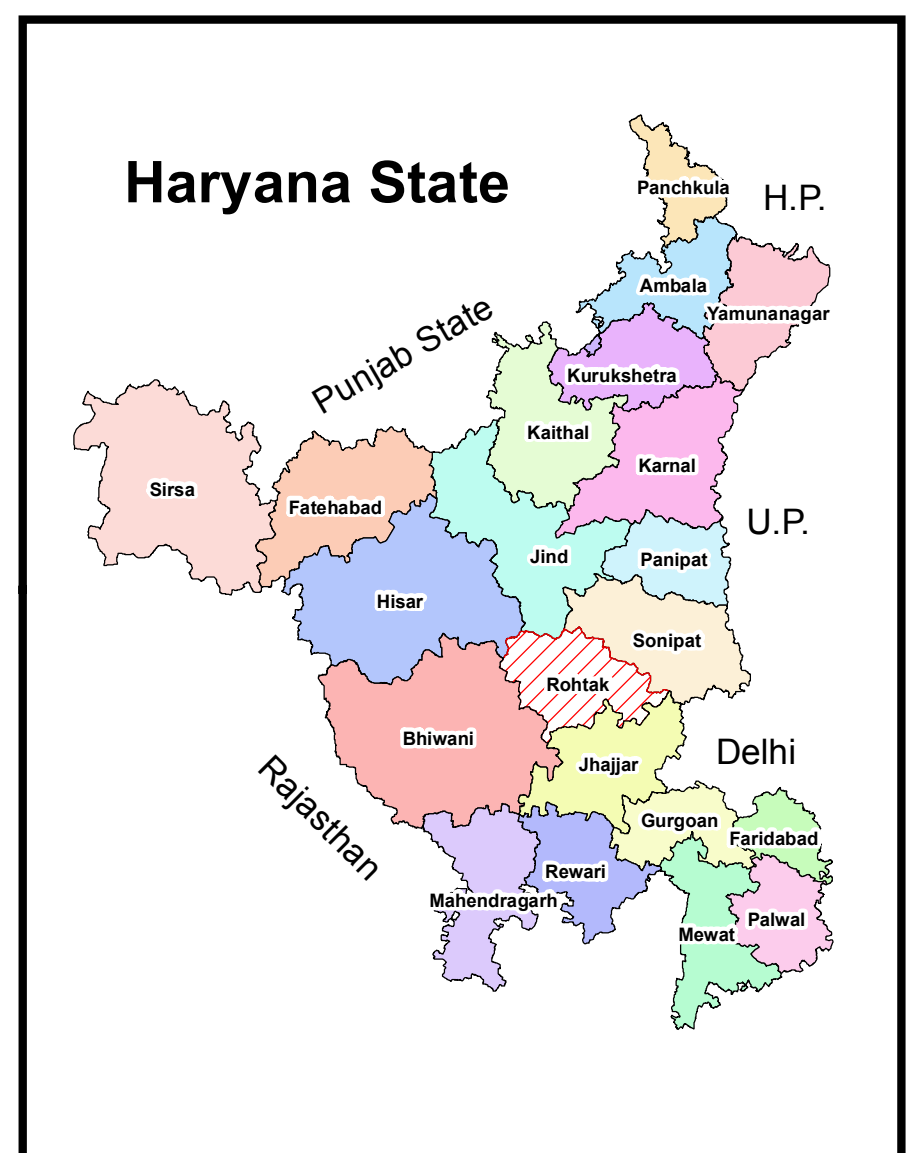 Haryana State
Panchkula
H.P.
Ambala
Yamunanagar
Punjab State
Kurukshetra
Kaithal
Karnal
Sirsa
Fatehabad
U.P.
Jind
Panipat
Hisar
Sonipat
Rohtak
Bhiwani
Delhi
Jhajjar
Rajasthan
Gurgoan
Faridabad
Rewari
Mahendragarh
Palwal
Mewat